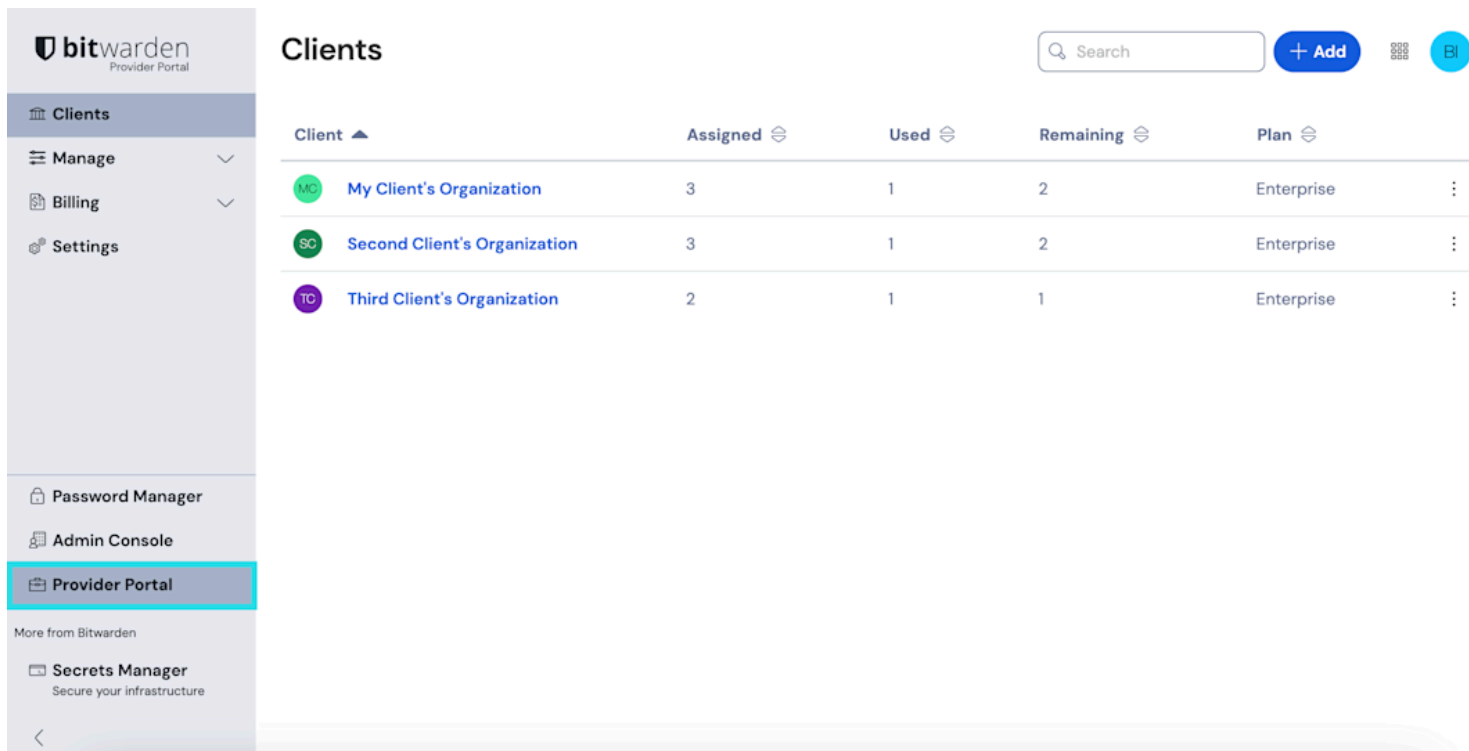 bitwarden
Provider Portal
Clients
Manage
Billing
Settings
Password Manager
Admin Console
Provider Portal
More from Bitwarden
Secrets Manager
Secure your infrastructure
Clients
Search
+ Add
BI
Client Assigned Used Remaining Plan
MC My Client's Organization 3 1 2 Enterprise
SC Second Client's Organization 3 1 2 Enterprise
TC Third Client's Organization 2 1 1 Enterprise